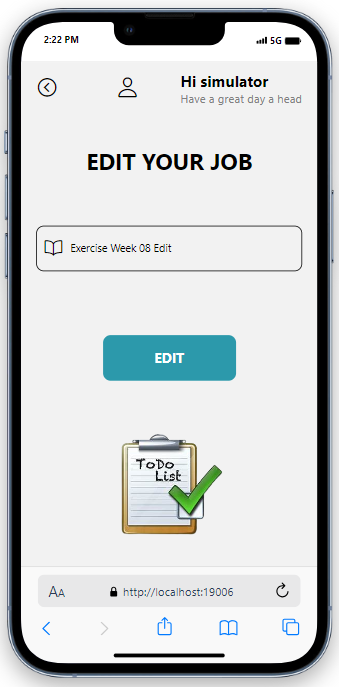 2:22 PM
5G
Hi simulator
Have a great day a head
EDIT YOUR JOB
Exercise Week 08 Edit
EDIT
ToDo
List
AA
http://localhost:19006